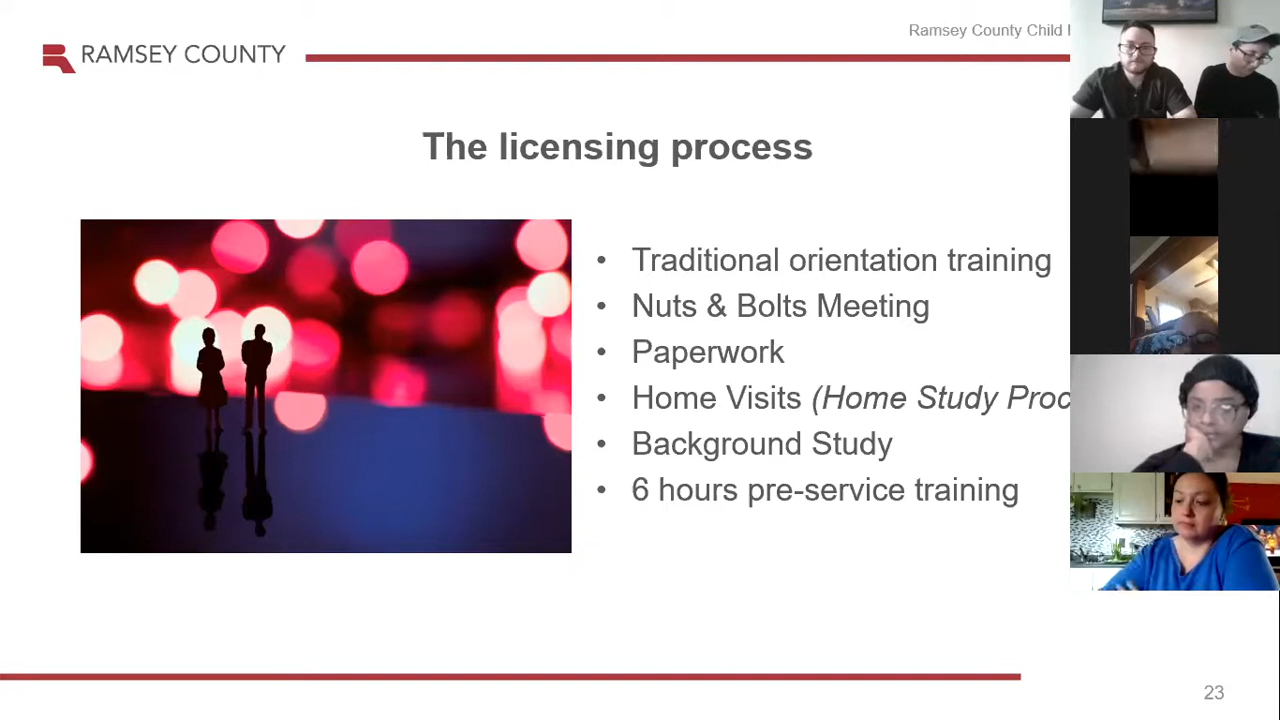 Ramsey County Child
RAMSEY COUNTY
The licensing process
• Traditional orientation training
• Nuts & Bolts Meeting
• Paperwork
• Home Visits (Home Study
• Background Study
• 6 hours pre-service training
23